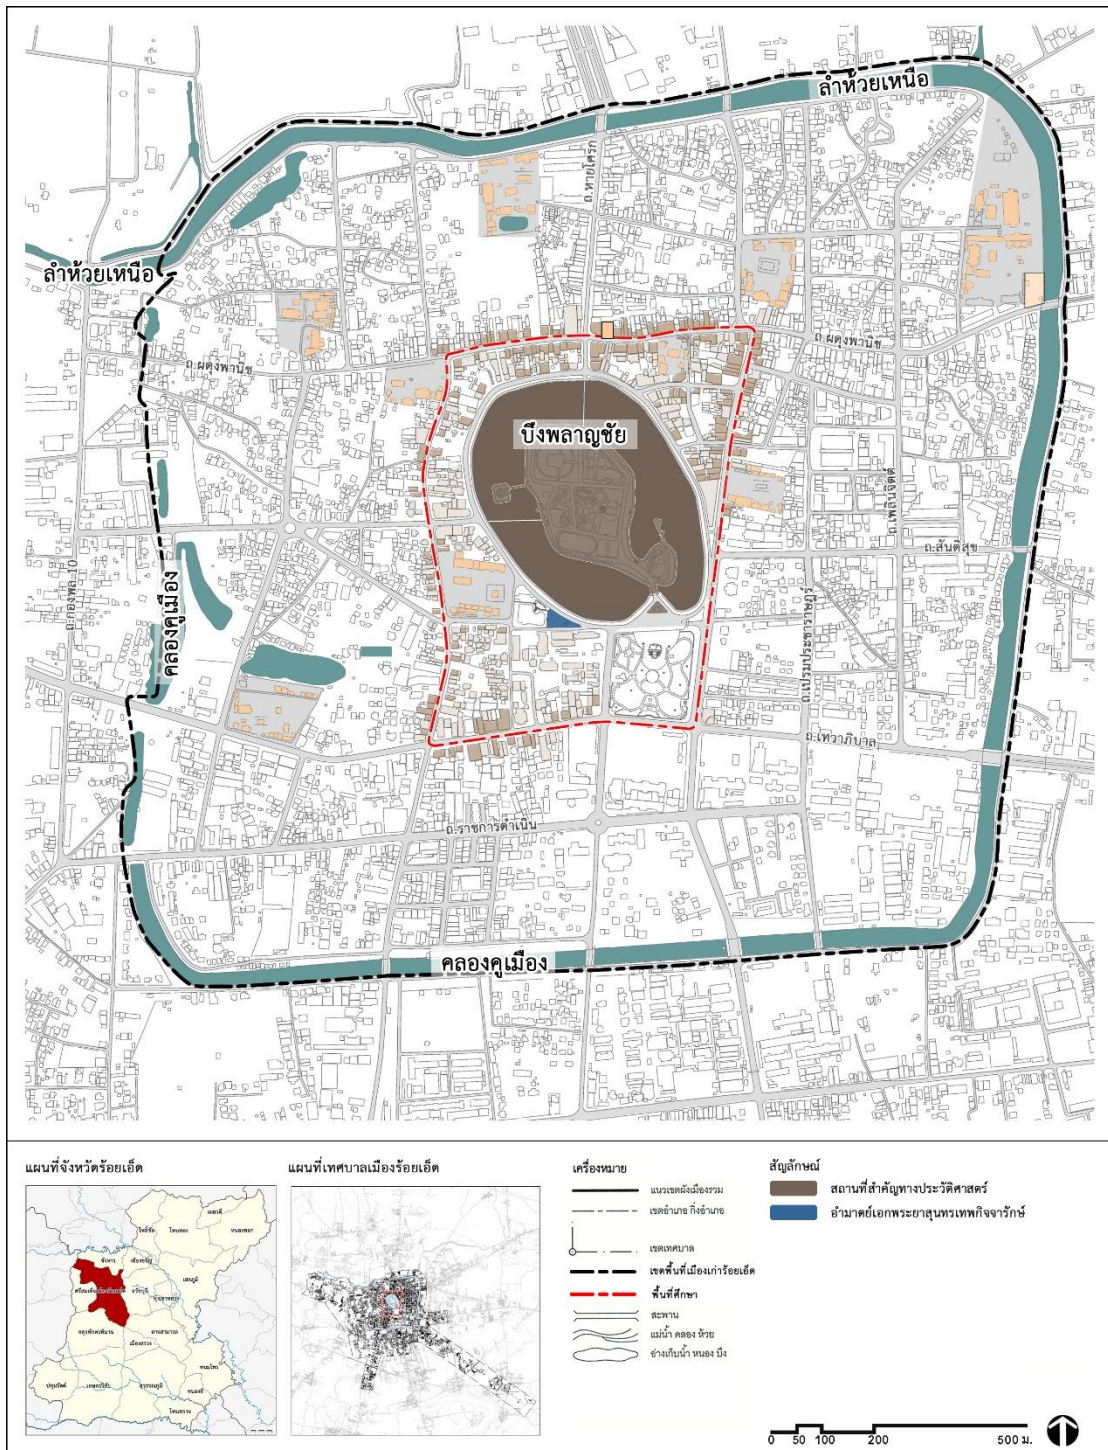 ลำห้วยเหนือ
ถ.หายโศรก
ลำห้วยเหนือ
ถ.ผดุงพานิช
ถ.ผดุงพานิช
บึงพลาญชัย
ถ.เพลินจิตต์
ถ.สันติสุข
ถ.กองพล 10
คลองคูเมือง
ถ.เปรมประชาราษฎร์
ถ.เทวาภิบาล
ถ.ราชการดำเนิน
คลองคูเมือง
แผนที่จังหวัดร้อยเอ็ด
แผนที่เทศบาลเมืองร้อยเอ็ด
เครื่องหมาย
แนวเขตผังเมืองรวม
เขตอำเภอ กิ่งอำเภอ
เขตเทศบาล
เขตพื้นที่เมืองเก่าร้อยเอ็ด
พื้นที่ศึกษา
สะพาน
แม่น้ำ คลอง ห้วย
อ่างเก็บน้ำ หนอง บึง
สัญลักษณ์
สถานที่สำคัญทางประวัติศาสตร์
อำมาตย์เอกพระยาสุนทรเทพกิจจารักษ์
0 50 100 200 500 ม.